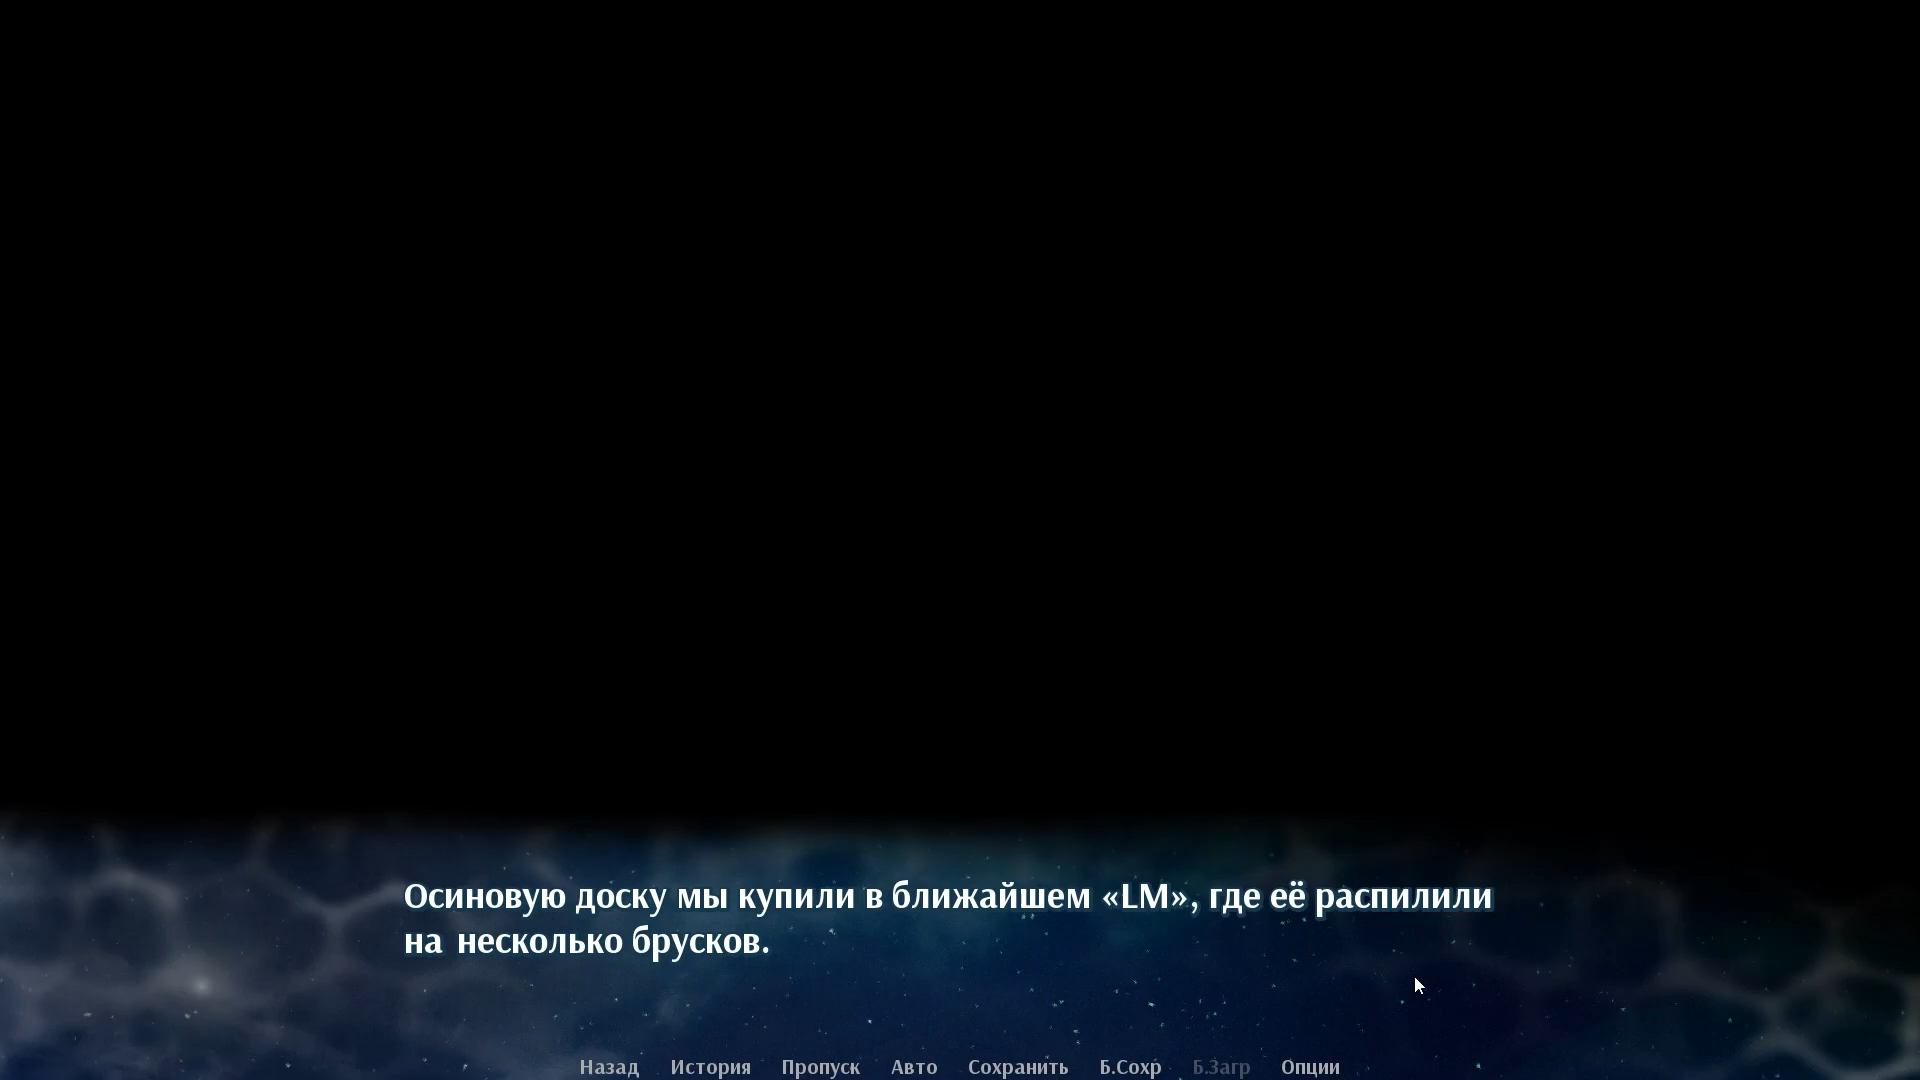 Осиновую доску мы купили в ближайшем «LM», где её распилили
на несколько брусков.
Назад История Пропуск Авто Сохранить Б.Сохр Б.Загр Опции